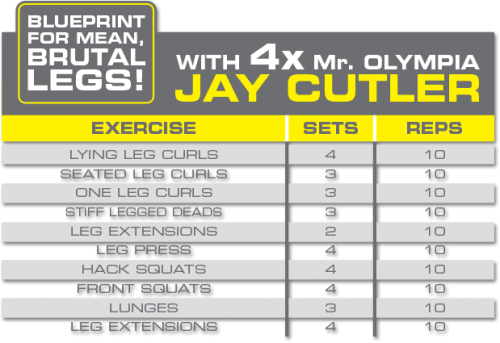 BLUEPRINT
FOR MEAN,
BRUTAL
LEGS!
WITH 4x Mr. OLYMPIA
JAY CUTLER
EXERCISE SETS REPS
LYING LEG CURLS 4 10
SEATED LEG CURLS 3 10
ONE LEG CURLS 3 10
STIFF LEGGED DEADS 3 10
LEG EXTENSIONS 2 10
LEG PRESS 4 10
HACK SQUATS 4 10
FRONT SQUATS 4 10
LUNGES 3 10
LEG EXTENSIONS 4 10